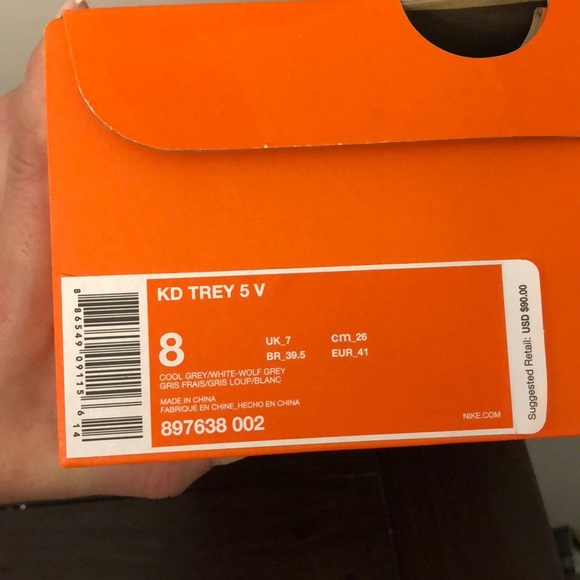 KD TREY 5 V
8
UK_7
cm_26
BR_39.5
EUR_41
COOL GREY/WHITE-WOLF GREY
GRIS FRAIS/GRIS LOUP/BLANC
MADE IN CHINA
FABRIQUE EN CHINE_HECHO EN CHINA
897638 002
NIKE.COM
8 86549 09115 6 14
Suggested Retail: USD $90.00